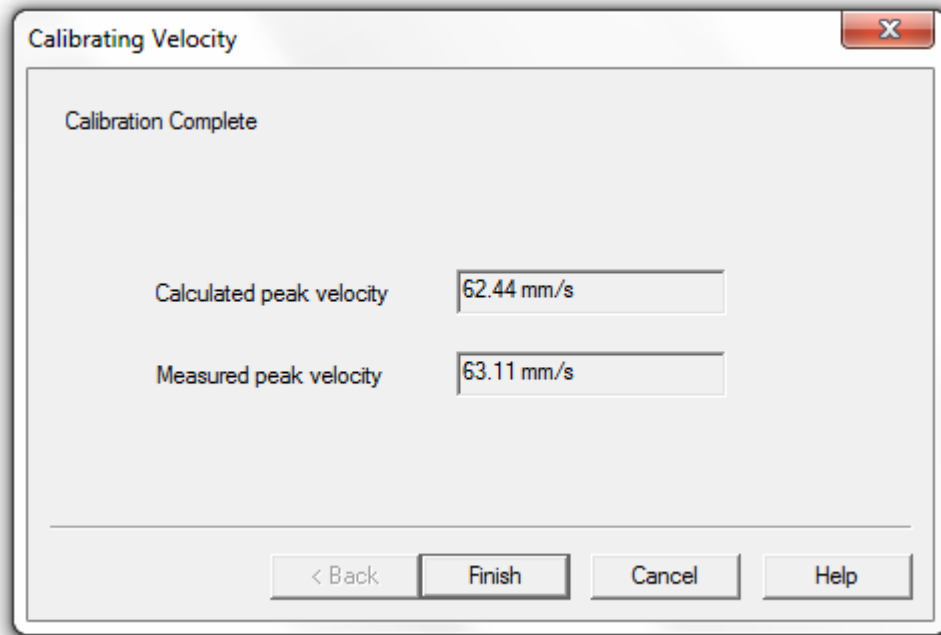 Calibrating Velocity
Calibration Complete
Calculated peak velocity 62.44 mm/s
Measured peak velocity 63.11 mm/s
< Back Finish Cancel Help